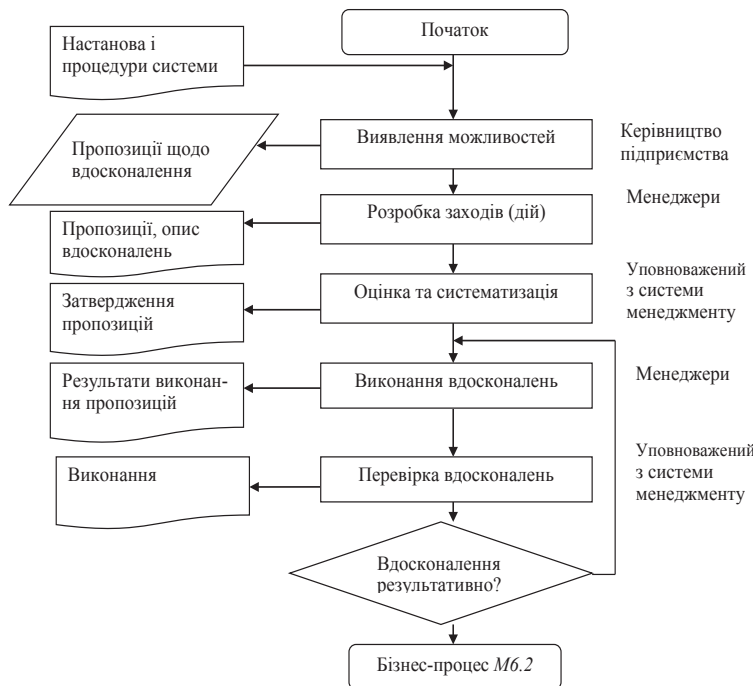 Початок
Настанова і
процедури системи
Виявлення можливостей
Керівництво
підприємства
Пропозиції щодо
вдосконалення
Розробка заходів (дій)
Менеджери
Пропозиції, опис
вдосконалень
Оцінка та систематизація
Уповноважений
з системи
менеджменту
Затвердження
пропозицій
Виконання вдосконалень
Менеджери
Результати виконан-
ня пропозицій
Перевірка вдосконалень
Уповноважений
з системи
менеджменту
Виконання
Вдосконалення
результативно?
Бізнес-процес М6.2